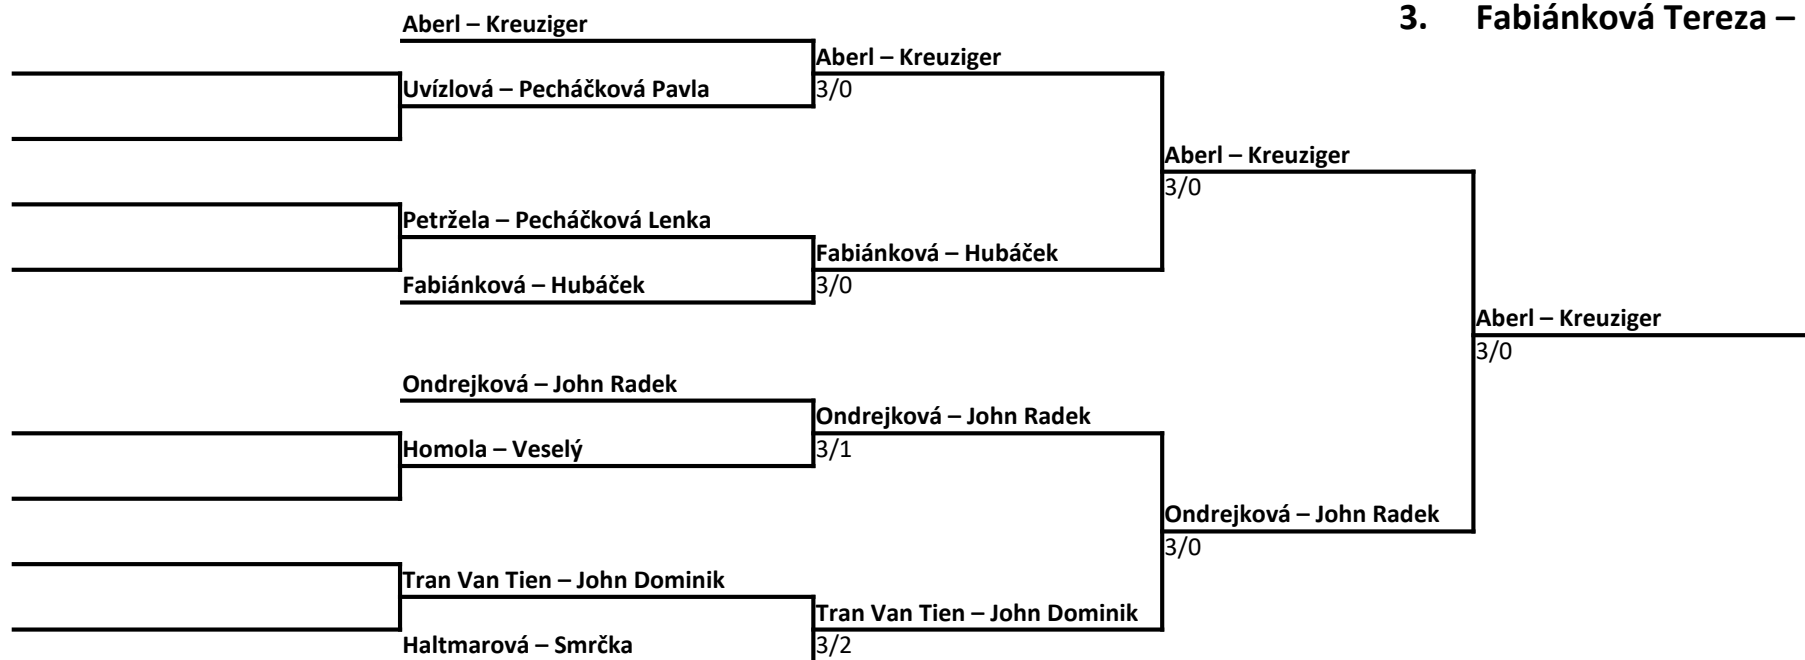 3. Fabiánková Tereza –
Aberl – Kreuziger
Aberl – Kreuziger
Uvízlová – Pecháčková Pavla
3/0
Aberl – Kreuziger
3/0
Petržela – Pecháčková Lenka
Fabiánková – Hubáček
Fabiánková – Hubáček
3/0
Aberl – Kreuziger
3/0
Ondrejková – John Radek
Ondrejková – John Radek
Homola – Veselý
3/1
Ondrejková – John Radek
3/0
Tran Van Tien – John Dominik
Tran Van Tien – John Dominik
Haltmarová – Smrčka
3/2